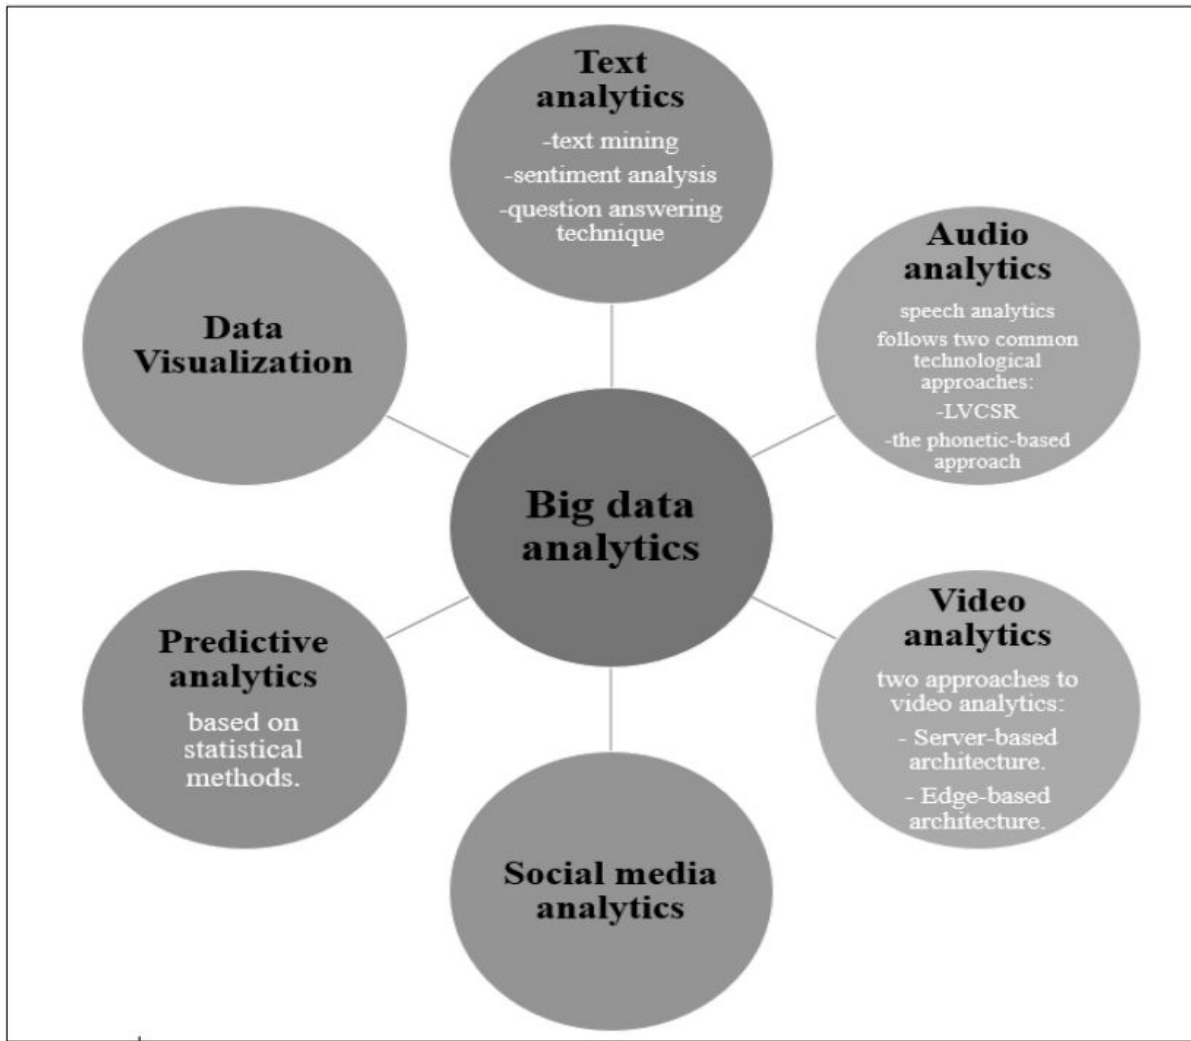 Text
analytics
-text mining
-sentiment analysis
-question answering
technique
Audio
analytics
speech analytics
follows two common
technological
approaches:
-LVCSR
-the phonetic-based
approach
Video
analytics
two approaches to
video analytics:
- Server-based
architecture.
- Edge-based
architecture.
Social media
analytics
Predictive
analytics
based on
statistical
methods.
Data
Visualization
Big data
analytics